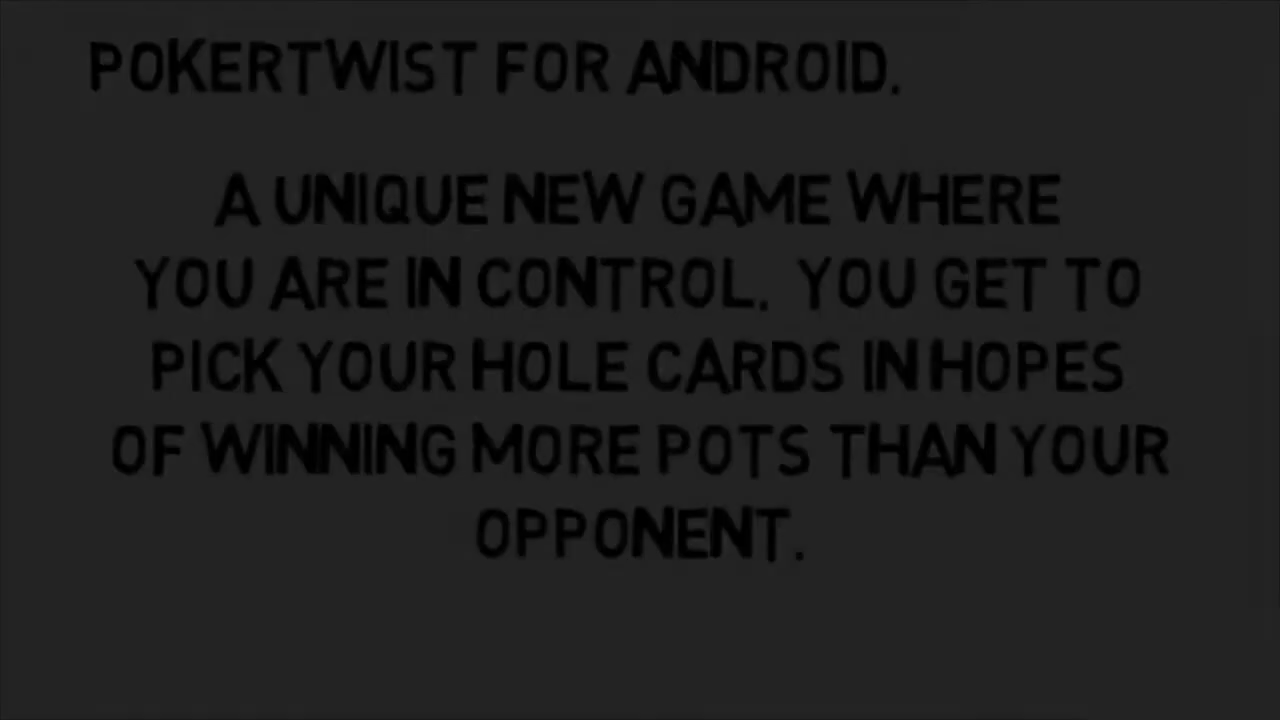 POKERTWIST FOR ANDROID.
A UNIQUE NEW GAME WHERE
YOU ARE IN CONTROL. YOU GET TO
PICK YOUR HOLE CARDS IN HOPES
OF WINNING MORE POTS THAN YOUR
OPPONENT.